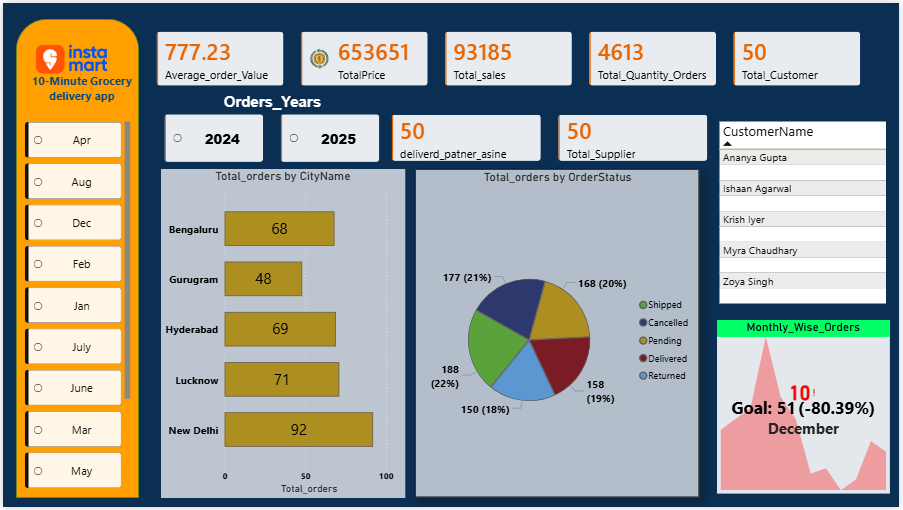 insta
mart
10-Minute Grocery
delivery app
777.23
Average_order_Value
653651
TotalPrice
93185
Total_sales
4613
Total_Quantity_Orders
50
Total_Customer
Orders_Years
2024
2025
50
deliverd_patner_asine
50
Total_Supplier
Apr
Aug
Dec
Feb
Jan
July
June
Mar
May
Total_orders by CityName
Bengaluru
68
Gurugram
48
Hyderabad
69
Lucknow
71
New Delhi
92
0
50
100
Total_orders
Total_orders by OrderStatus
177 (21%)
168 (20%)
188
(22%)
158
(19%)
150 (18%)
Shipped
Cancelled
Pending
Delivered
Returned
CustomerName
Ananya Gupta
Ishaan Agarwal
Krish Iyer
Myra Chaudhary
Zoya Singh
Monthly_Wise_Orders
10!
Goal: 51 (-80.39%)
December